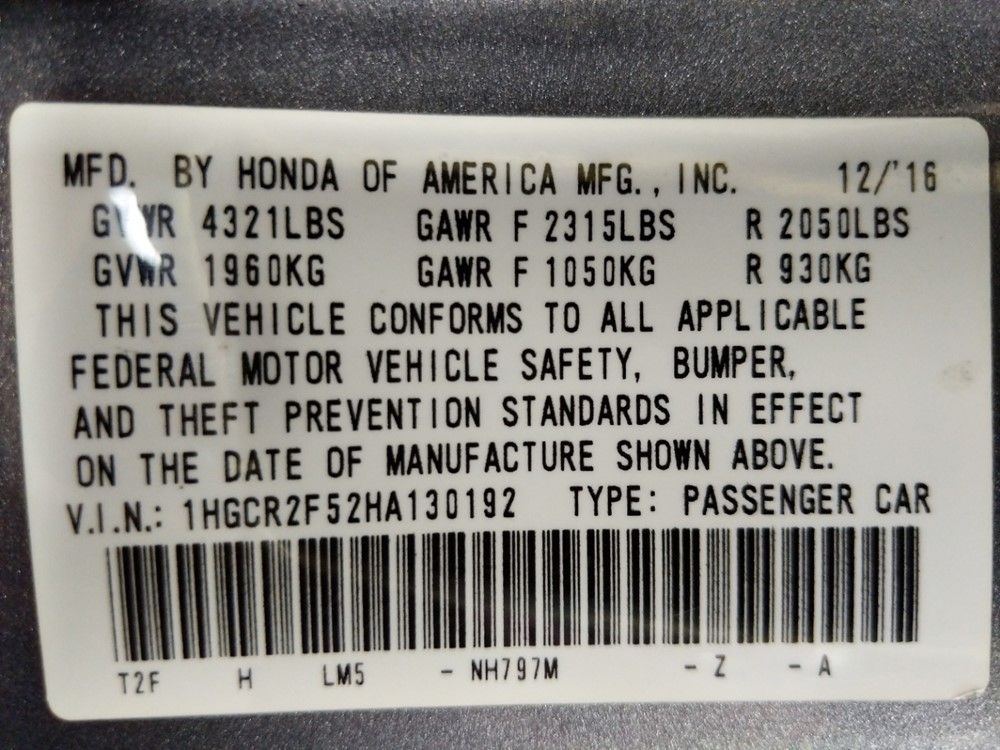 MFD. BY HONDA OF AMERICA MFG., INC. 12/'16
GVWR 4321LBS GAWR F 2315LBS R 2050LBS
GVWR 1960KG GAWR F 1050KG R 930KG
THIS VEHICLE CONFORMS TO ALL APPLICABLE
FEDERAL MOTOR VEHICLE SAFETY, BUMPER,
AND THEFT PREVENTION STANDARDS IN EFFECT
ON THE DATE OF MANUFACTURE SHOWN ABOVE.
V.I.N.: 1HGCR2F52HA130192 TYPE: PASSENGER CAR
T2F H LM5 - NH797M - Z - A